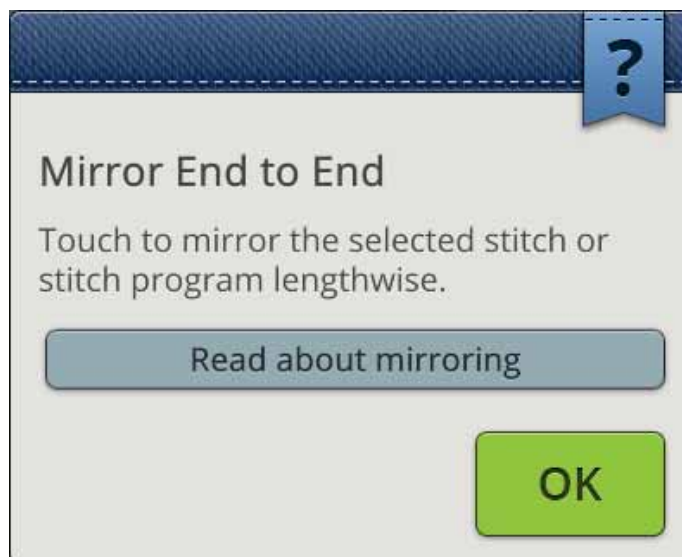 ?
Mirror End to End
Touch to mirror the selected stitch or
stitch program lengthwise.
Read about mirroring
OK